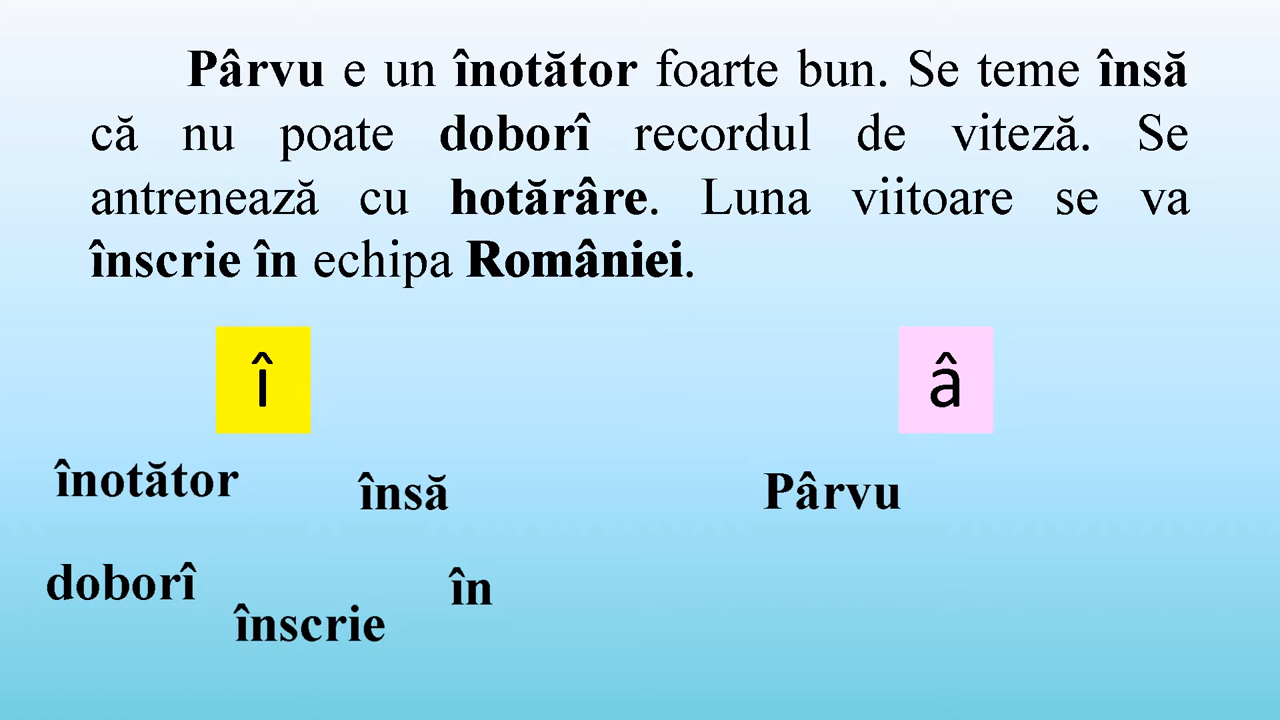 Pârvu e un înotător foarte bun. Se teme însă
că nu poate doborî recordul de viteză. Se
antrenează cu hotărâre. Luna viitoare se va
înscrie în echipa României.
î
â
înotător
însă
Pârvu
doborî
în
înscrie